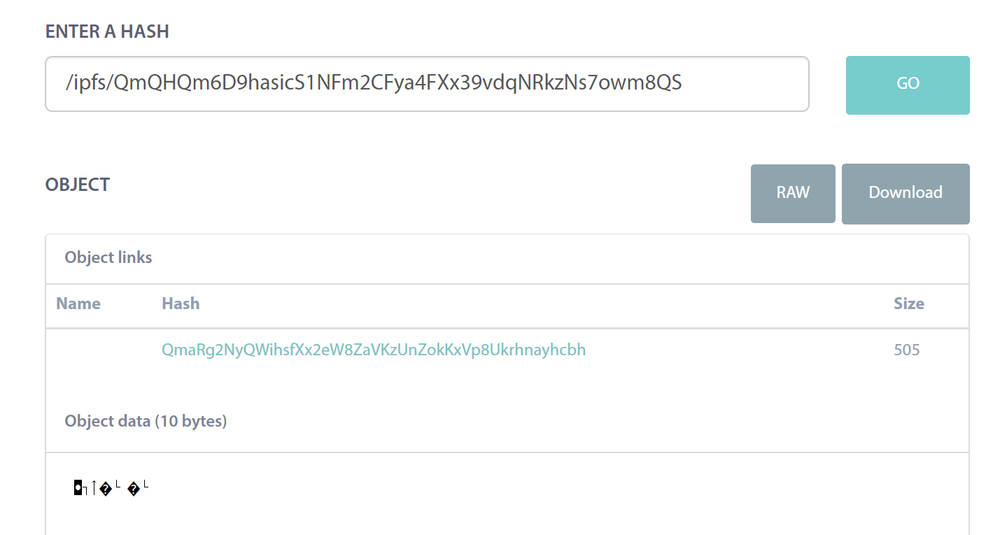 ENTER A HASH
/ipfs/QmQHQm6D9hasicS1NFm2CFya4FXx39vdqNRkzNs7owm8QS
GO
OBJECT
RAW
Download
Object links
Name Hash Size
QmaRg2NyQWihsfXx2eW8ZaVKzUnZokKxVp8Ukrhnayhcbh 505
Object data (10 bytes)